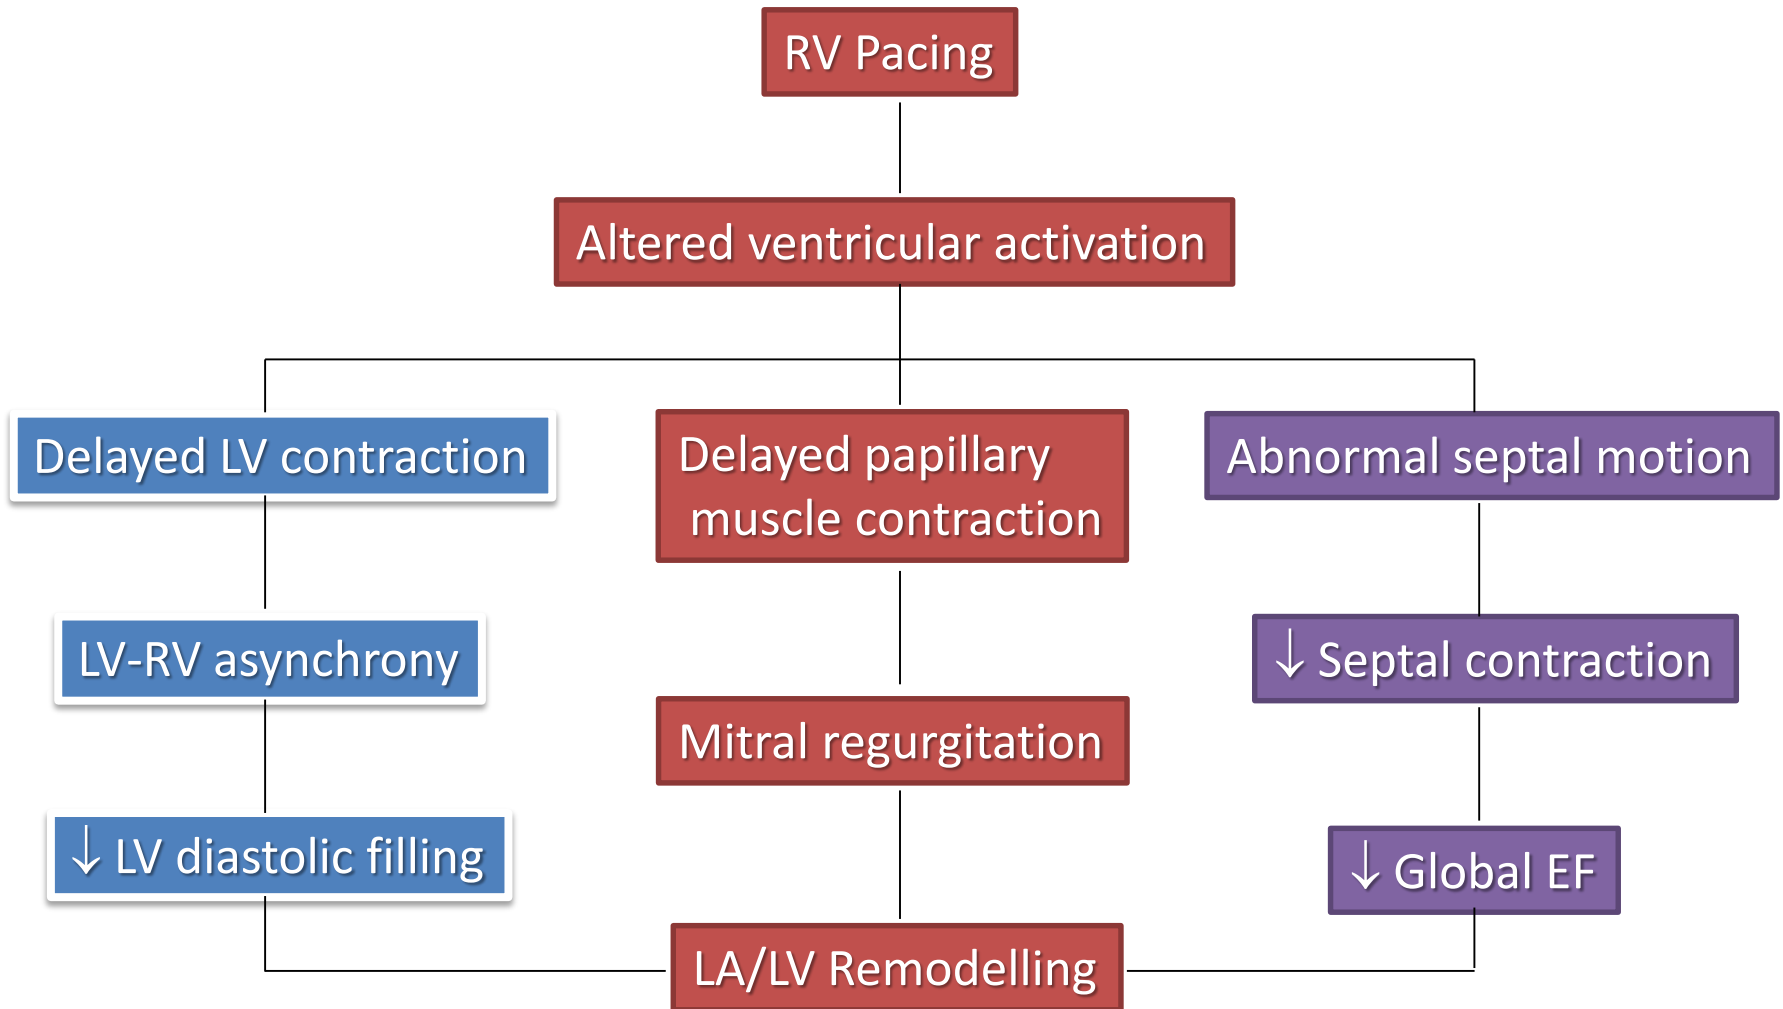 RV Pacing
Altered ventricular activation
Delayed LV contraction
Delayed papillary
muscle contraction
Abnormal septal motion
LV-RV asynchrony
↓ Septal contraction
Mitral regurgitation
↓ LV diastolic filling
↓ Global EF
LA/LV Remodelling